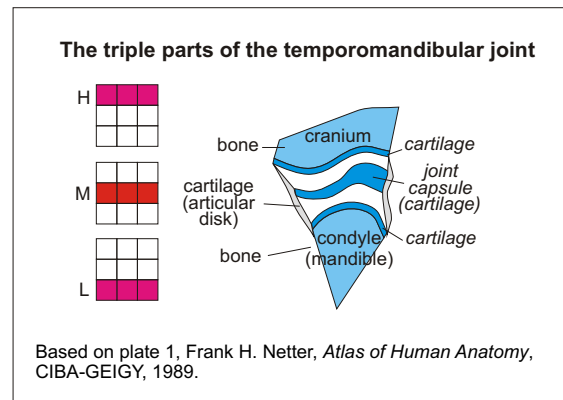 The triple parts of the temporomandibular joint
H
M
L
bone
cranium
cartilage
cartilage
(articular
disk)
joint
capsule
(cartilage)
bone
condyle
(mandible)
cartilage
Based on plate 1, Frank H. Netter, Atlas of Human Anatomy,
CIBA-GEIGY, 1989.